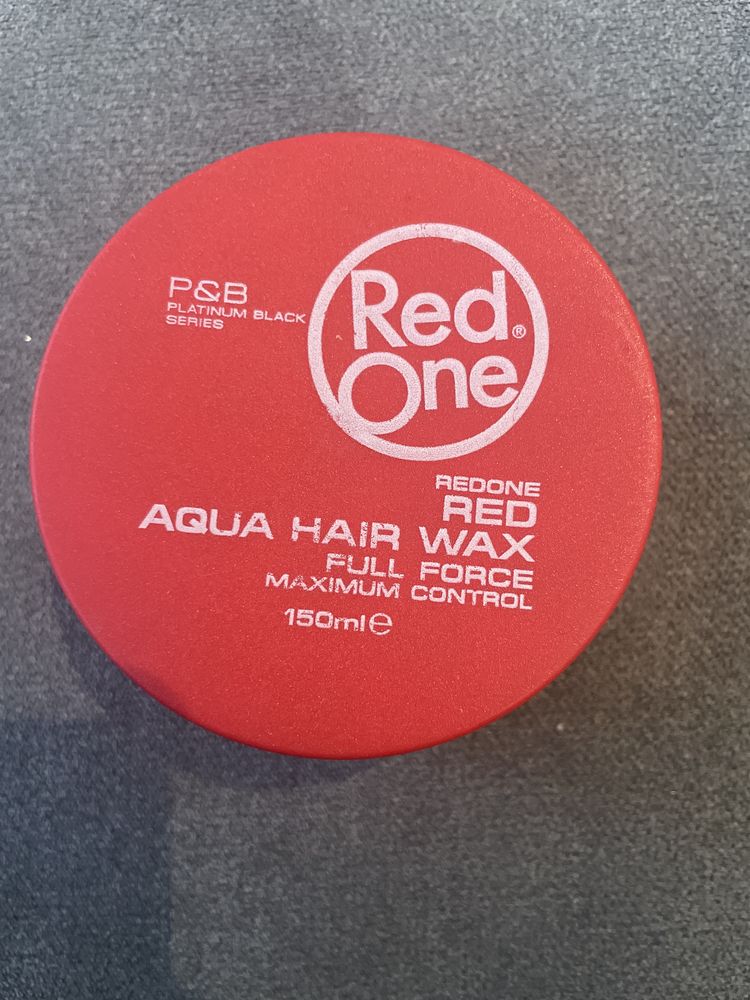 P&B
PLATINUM BLACK
SERIES
Red®
One
REDONE
RED
AQUA HAIR WAX
FULL FORCE
MAXIMUM CONTROL
150ml℮